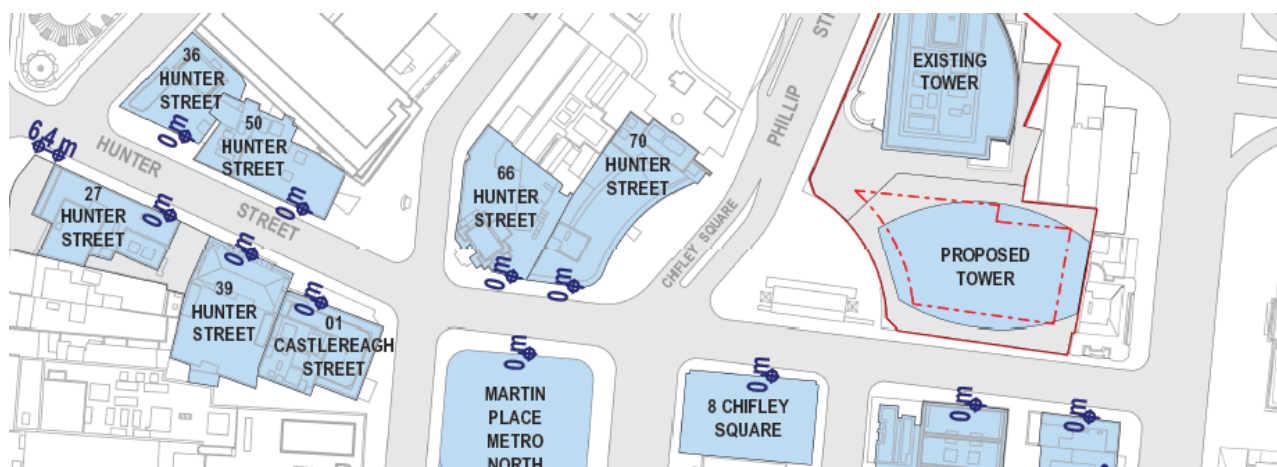 36
HUNTER
STREET
0 m
50
HUNTER
STREET
0 m
6.4 m
HUNTER
STREET
27
HUNTER
STREET
0 m
0 m
39
HUNTER
STREET
0 m
01
CASTLEREAGH
STREET
66
HUNTER
STREET
0 m
70
HUNTER
STREET
0 m
CHIFLEY SQUARE
PHILLIP
EXISTING
TOWER
PROPOSED
TOWER
0 m
MARTIN
PLACE
METRO
NORTH
0 m
8 CHIFLEY
SQUARE
0 m
0 m